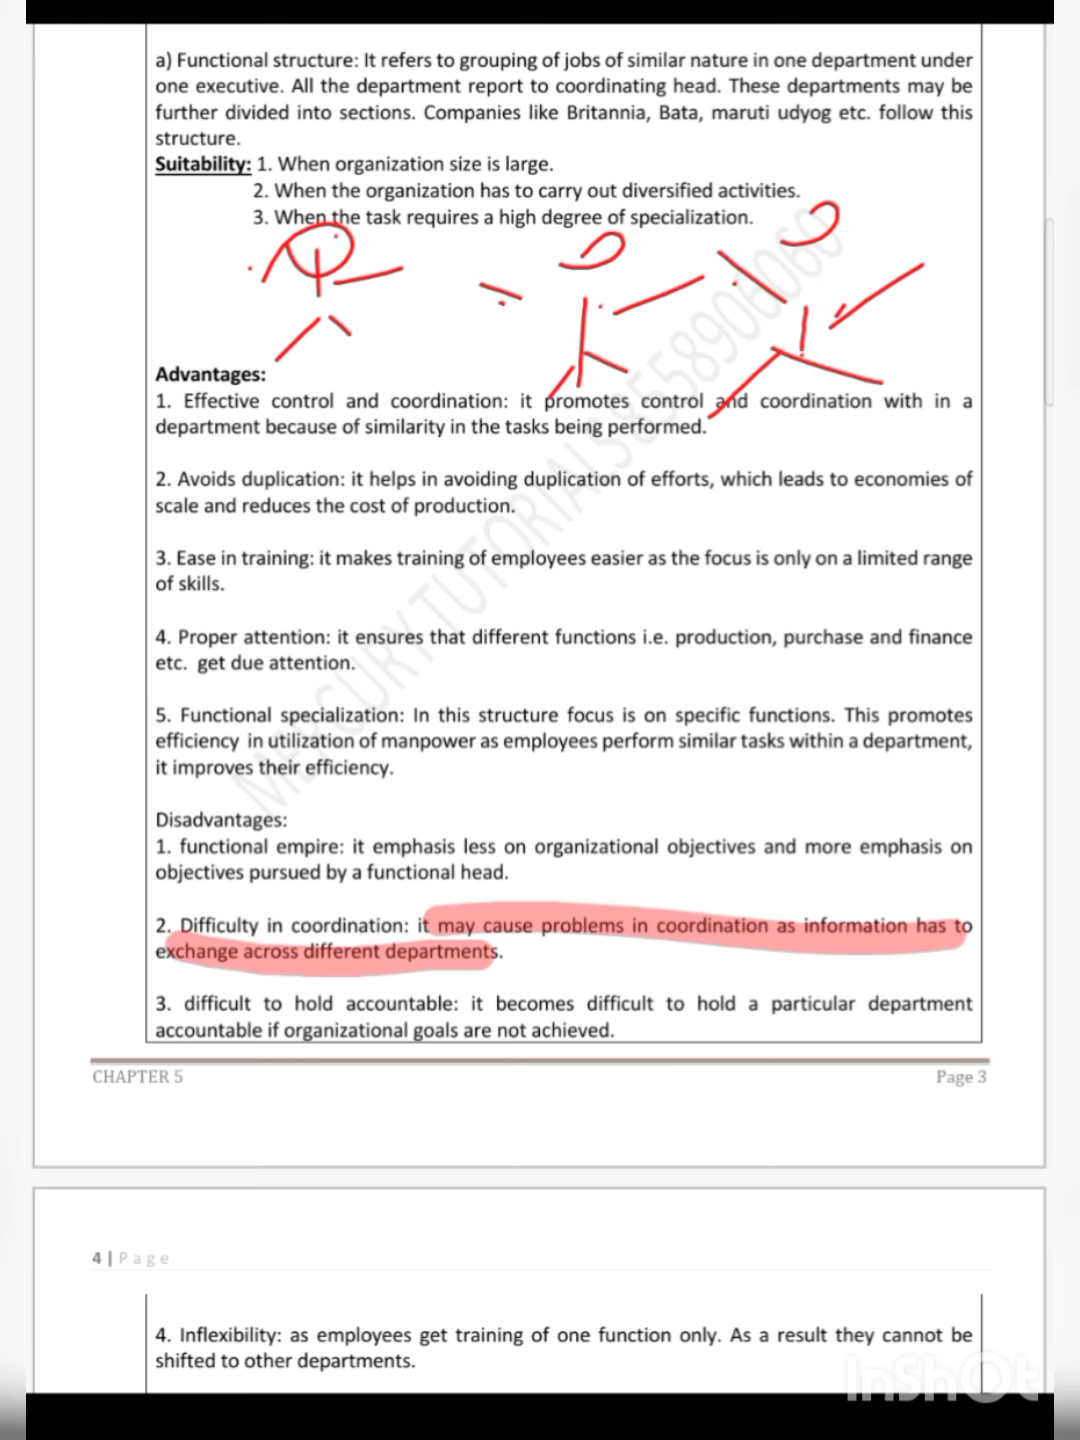 a) Functional structure: It refers to grouping of jobs of similar nature in one department under
one executive. All the department report to coordinating head. These departments may be
further divided into sections. Companies like Britannia, Bata, maruti udyog etc. follow this
structure.
Suitability: 1. When organization size is large.
2. When the organization has to carry out diversified activities.
3. When the task requires a high degree of specialization.
Advantages:
1. Effective control and coordination: it promotes control and coordination with in a
department because of similarity in the tasks being performed.
2. Avoids duplication: it helps in avoiding duplication of efforts, which leads to economies of
scale and reduces the cost of production.
3. Ease in training: it makes training of employees easier as the focus is only on a limited range
of skills.
4. Proper attention: it ensures that different functions i.e. production, purchase and finance
etc. get due attention.
5. Functional specialization: In this structure focus is on specific functions. This promotes
efficiency in utilization of manpower as employees perform similar tasks within a department,
it improves their efficiency.
Disadvantages:
1. functional empire: it emphasis less on organizational objectives and more emphasis on
objectives pursued by a functional head.
2. Difficulty in coordination: it may cause problems in coordination as information has to
exchange across different departments.
3. difficult to hold accountable: it becomes difficult to hold a particular department
accountable if organizational goals are not achieved.
CHAPTER 5 Page 3
4 | Page
4. Inflexibility: as employees get training of one function only. As a result they cannot be
shifted to other departments.
MERCURY TUTORIALS
InShOt